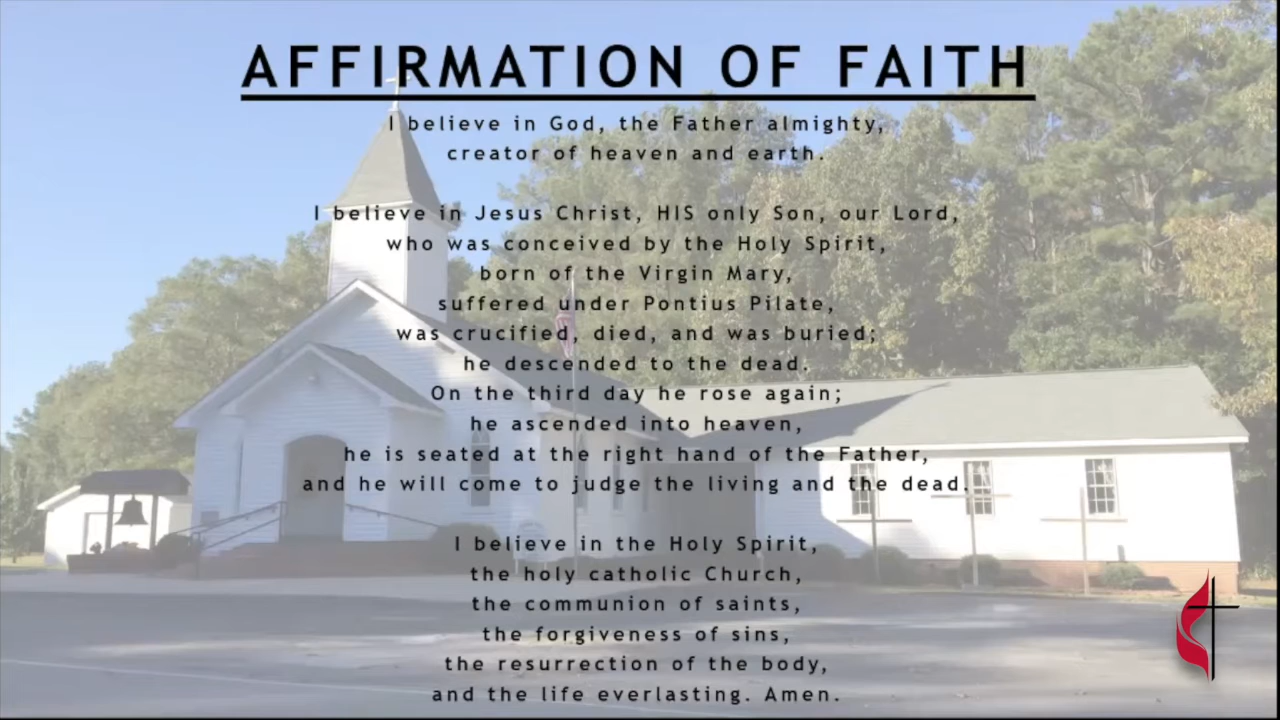 AFFIRMATION OF FAITH
I believe in God, the Father almighty,
creator of heaven and earth.
I believe in Jesus Christ, HIS only Son, our Lord,
who was conceived by the Holy Spirit,
born of the Virgin Mary,
suffered under Pontius Pilate,
was crucified, died, and was buried;
he descended to the dead.
On the third day he rose again;
he ascended into heaven,
he is seated at the right hand of the Father,
and he will come to judge the living and the dead.
I believe in the Holy Spirit,
the holy catholic Church,
the communion of saints,
the forgiveness of sins,
the resurrection of the body,
and the life everlasting. Amen.